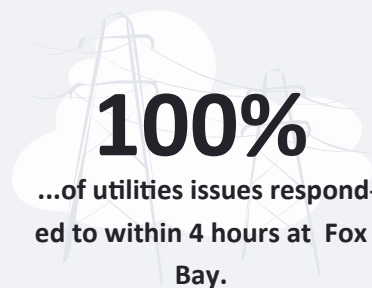 100%
...of utilities issues respond-
ed to within 4 hours at  Fox
Bay.